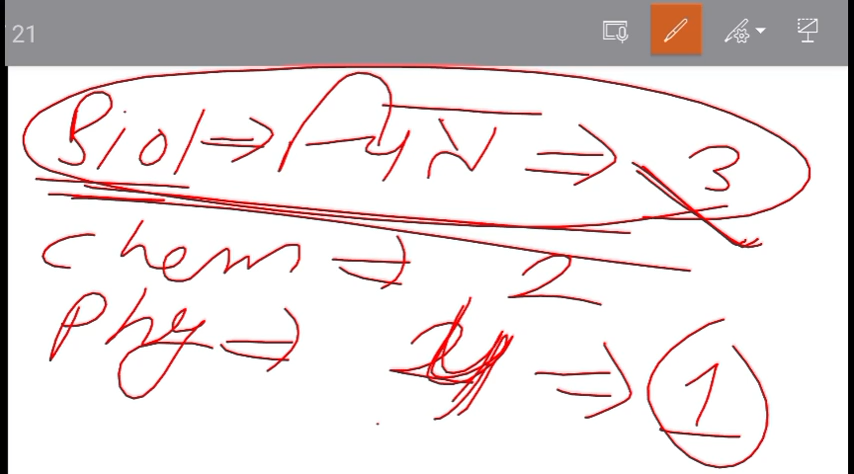 21
Biol ⇒ ⇒ 3
Chem ⇒ 2
Phy ⇒ ⇒ 1